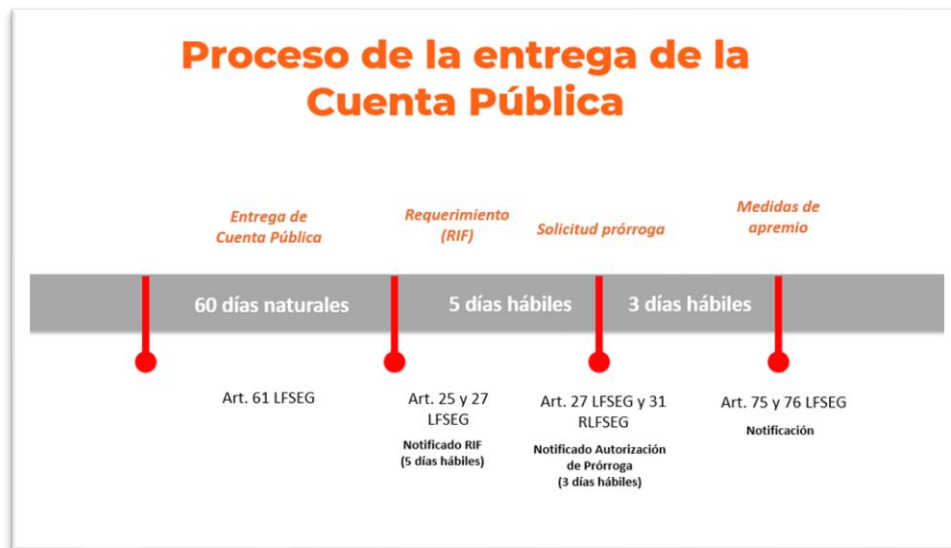 Proceso de la entrega de la
Cuenta Pública
Entrega de
Cuenta Pública
Requerimiento
(RIF)
Solicitud prórroga
Medidas de
apremio
60 días naturales
5 días hábiles
3 días hábiles
Art. 61 LFSEG
Art. 25 y 27
LFSEG
Notificado RIF
(5 días hábiles)
Art. 27 LFSEG y 31
RLFSEG
Notificado Autorización
de Prórroga
(3 días hábiles)
Art. 75 y 76 LFSEG
Notificación